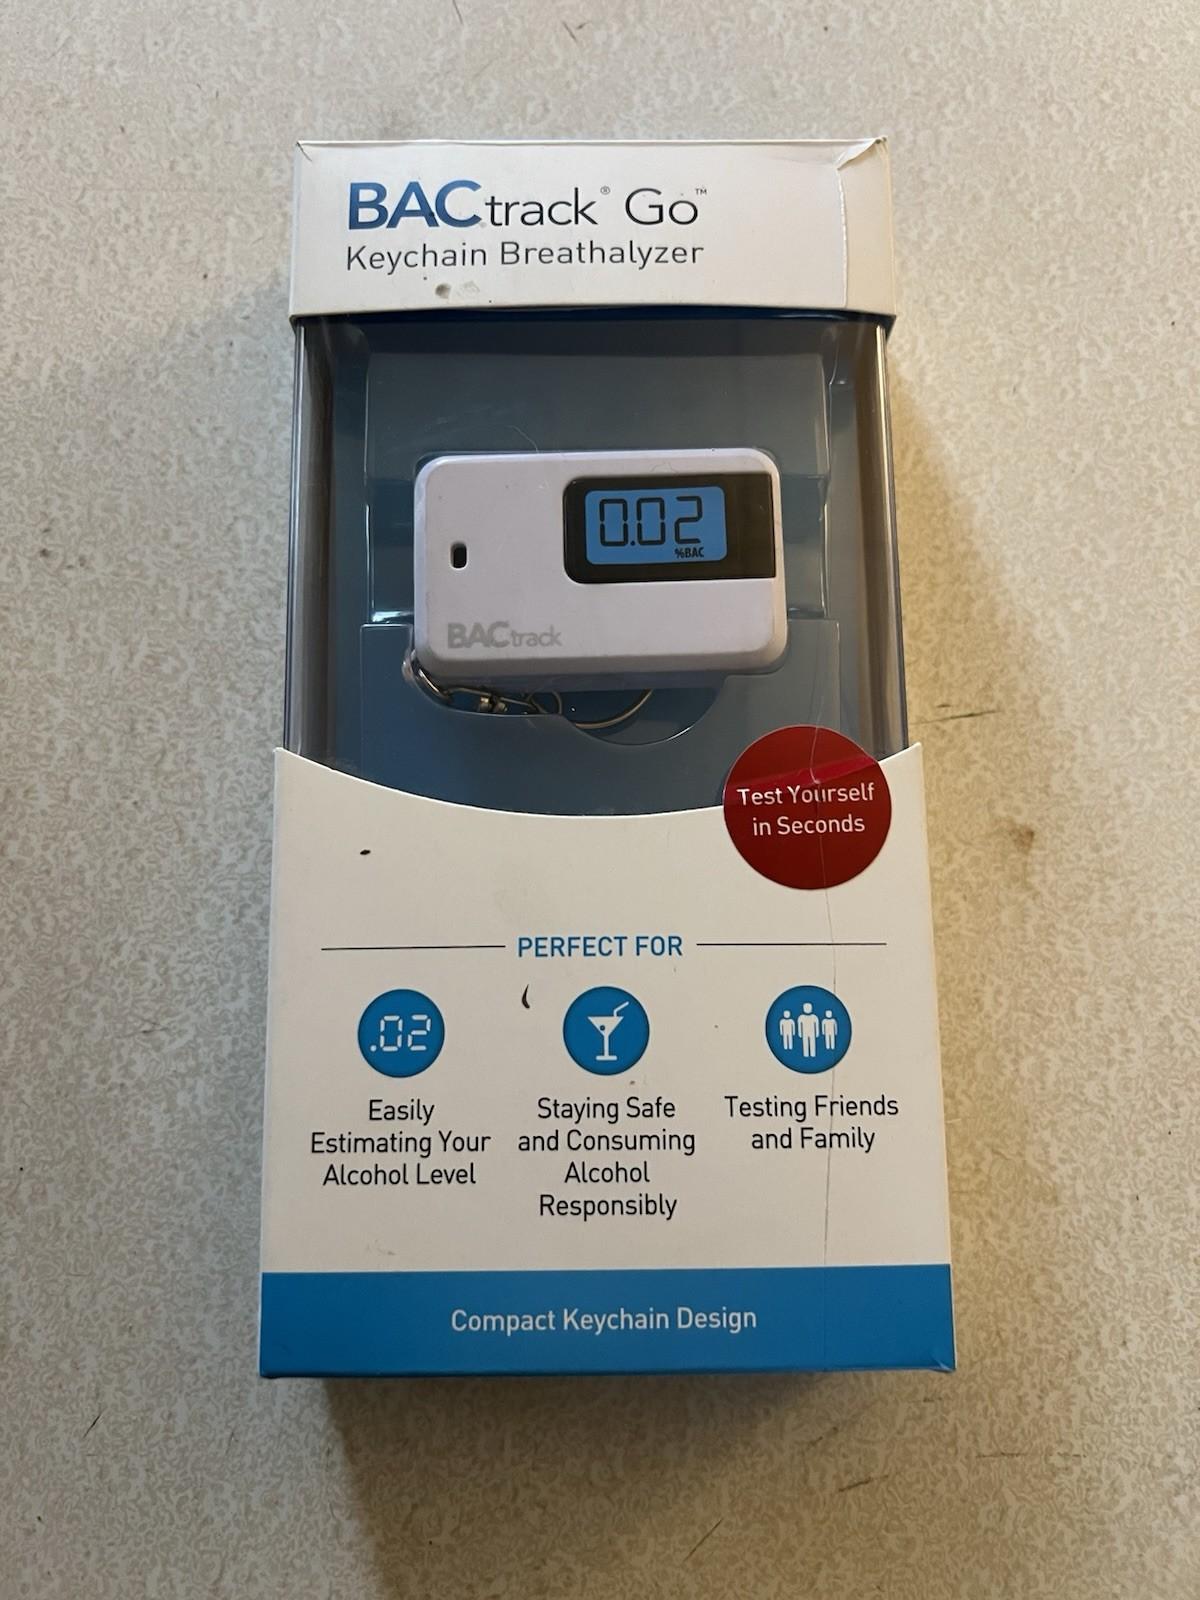 BACtrack® Go™
Keychain Breathalyzer
0.02
%BAC
BACtrack
Test Yourself
in Seconds
PERFECT FOR
.02
Easily
Estimating Your
Alcohol Level
Staying Safe
and Consuming
Alcohol
Responsibly
Testing Friends
and Family
Compact Keychain Design